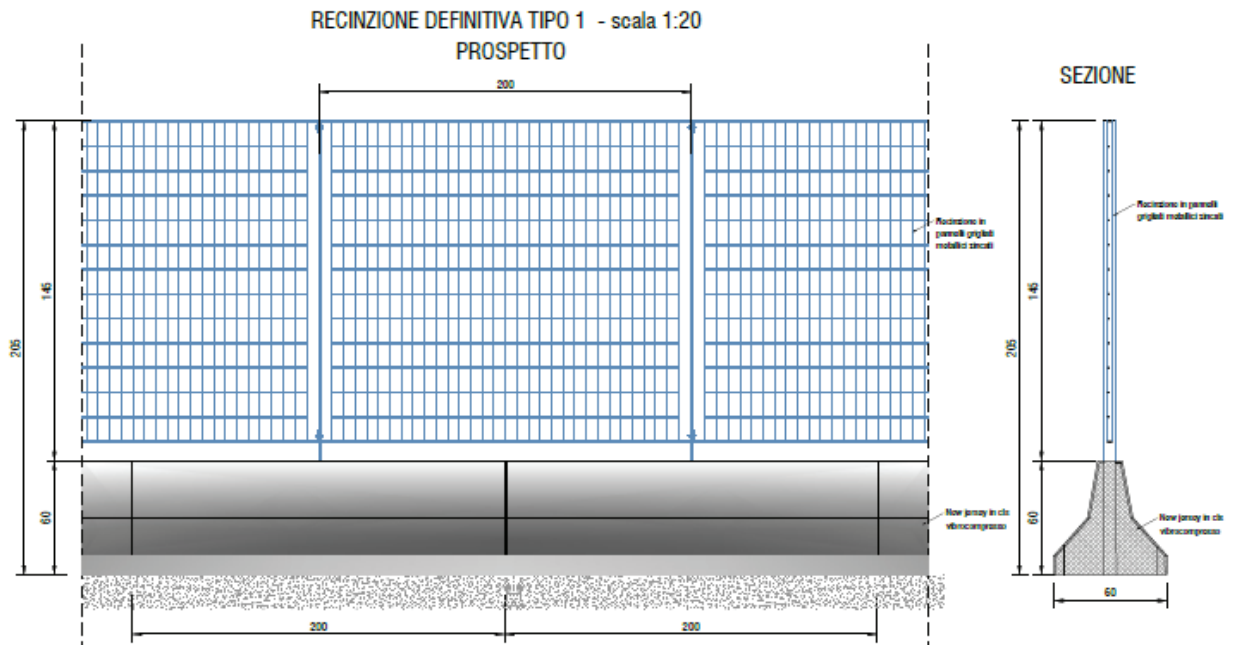 RECINZIONE DEFINITIVA TIPO 1 - scala 1:20
PROSPETTO
SEZIONE
200
205
145
60
Recinzione in
pannelli grigliati
metallici zincati
New jersey in cls
vibrocompresso
200
200
205
145
60
Recinzione in pannelli
grigliati metallici zincati
New jersey in cls
vibrocompresso
60